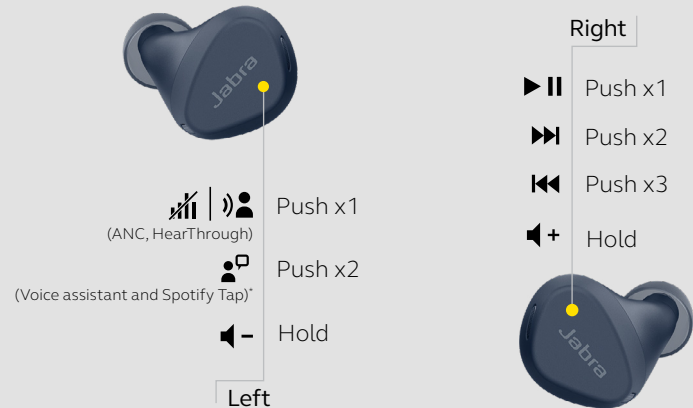 Jabra
Push x1
(ANC, HearThrough)
Push x2
(Voice assistant and Spotify Tap)*
Hold
Left
Right
Push x1
Push x2
Push x3
Hold
Jabra